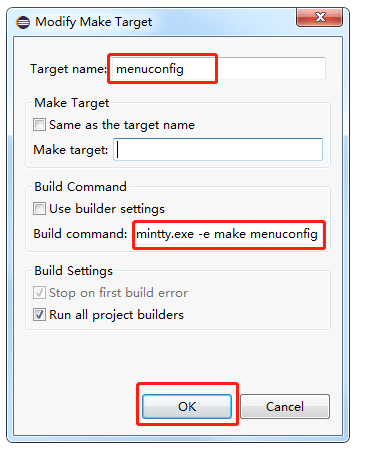 Modify Make Target
Target name: menuconfig
Make Target
Same as the target name
Make target:
Build Command
Use builder settings
Build command: mintty.exe -e make menuconfig
Build Settings
Stop on first build error
Run all project builders
OK Cancel